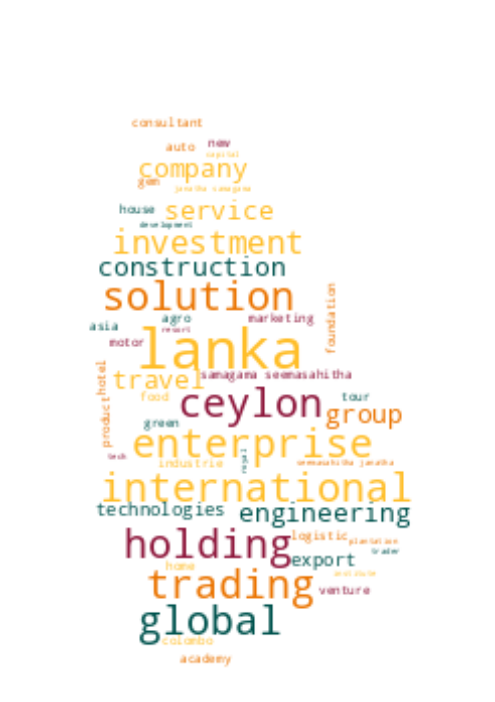 consultant
auto new
capital
company
gem janatha samagama
house service
development
investment
construction
solution
foundation
asia agro marketing
resort
motor lanka
samagama seemasahitha
hotel travel
product food ceylon tour
group
green
enterprise
tech industrie seemasahitha janatha
international
technologies engineering
holding logistic plantation
trader
export
home
trading venture
global
colombo
academy